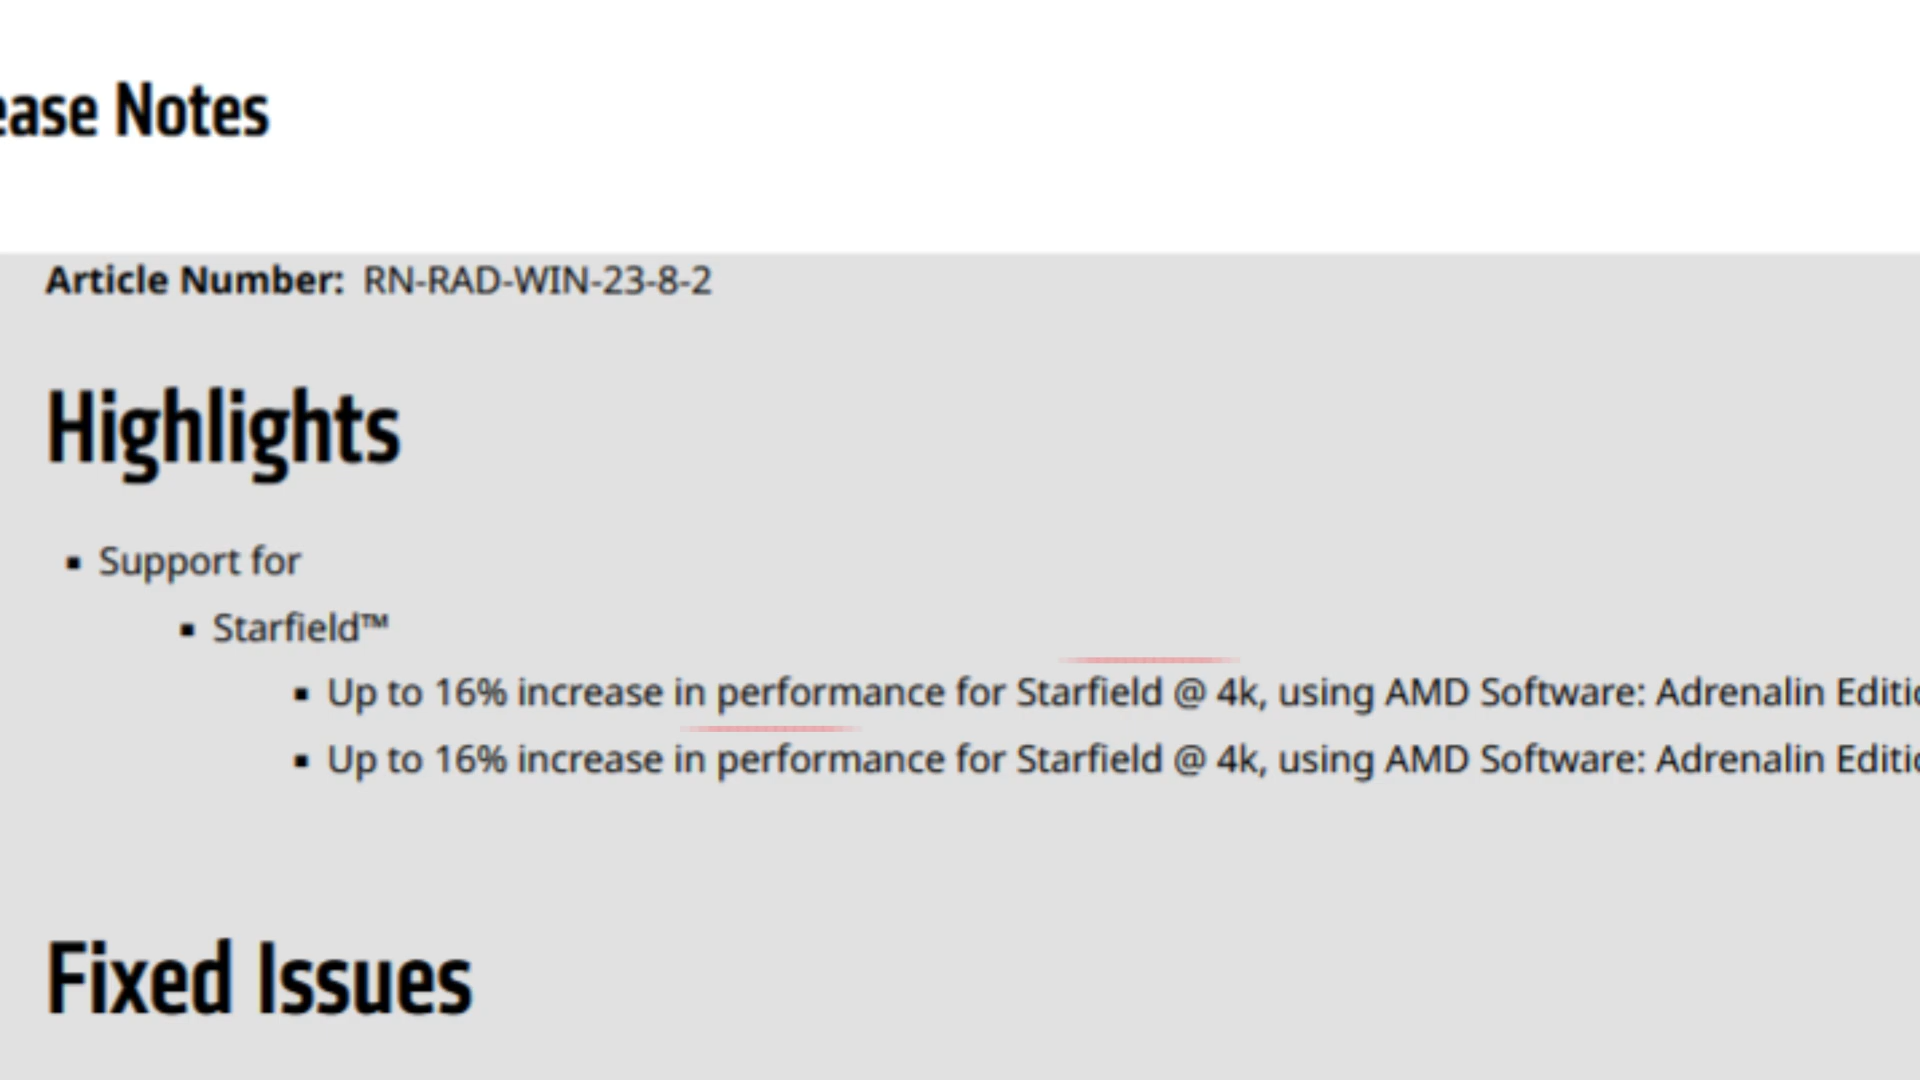 ease Notes
Article Number: RN-RAD-WIN-23-8-2
Highlights
▪ Support for
▪ Starfield™
▪ Up to 16% increase in performance for Starfield @ 4k, using AMD Software: Adrenalin Editio
▪ Up to 16% increase in performance for Starfield @ 4k, using AMD Software: Adrenalin Editio
Fixed Issues